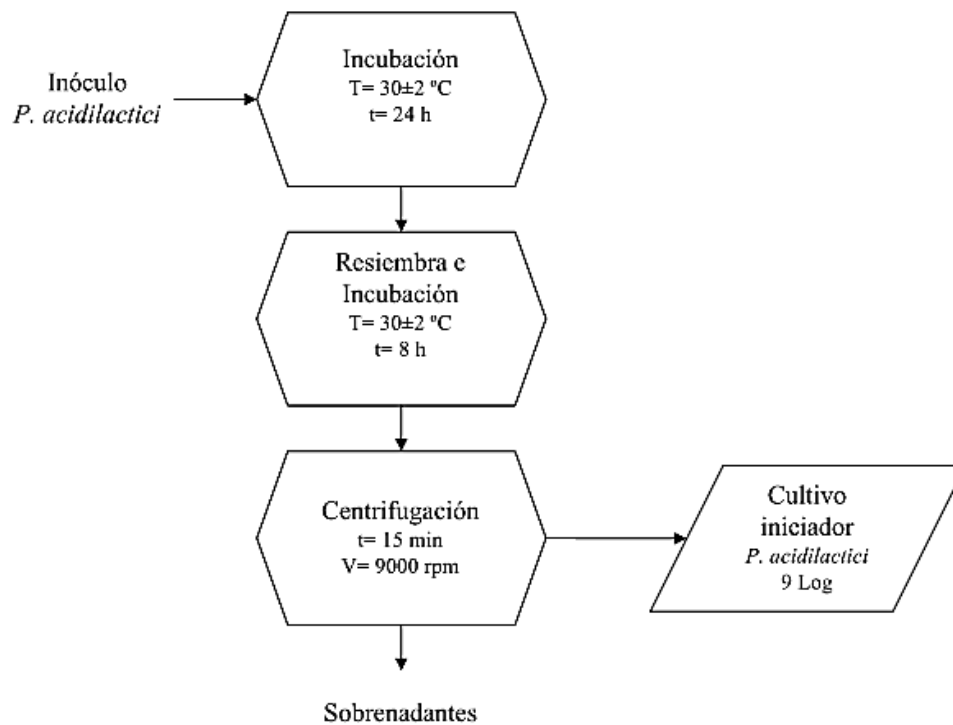 Inóculo
P. acidilactici
Incubación
T= 30±2 ºC
t= 24 h
Resiembra e
Incubación
T= 30±2 ºC
t= 8 h
Centrifugación
t= 15 min
V= 9000 rpm
Cultivo
iniciador
P. acidilactici
9 Log
Sobrenadantes